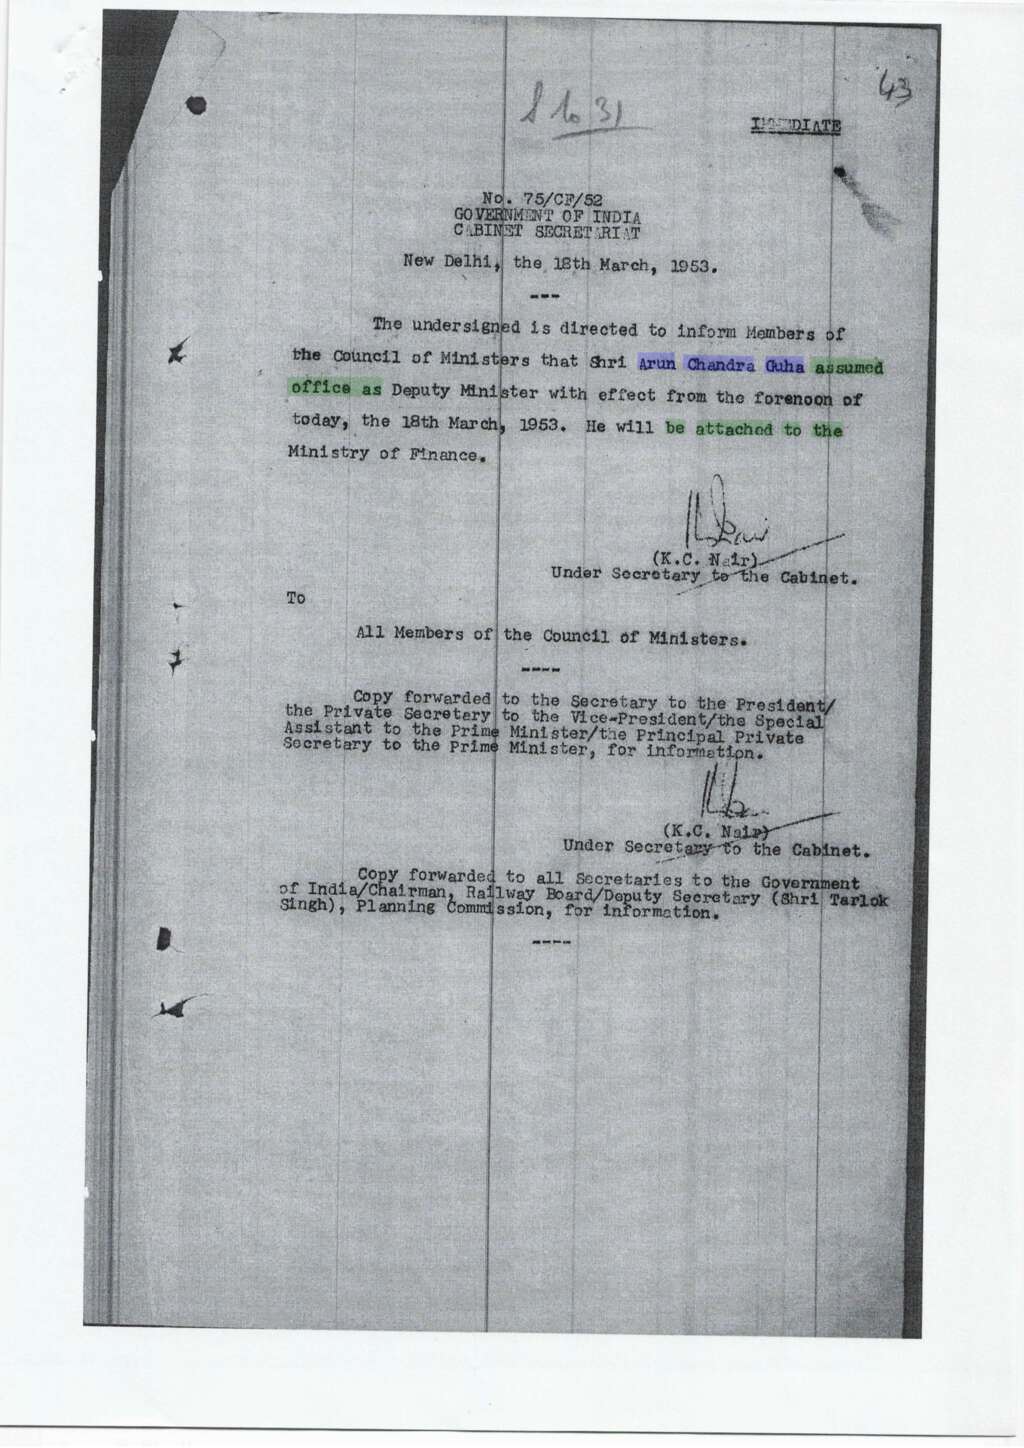 43
S to 31
IMMEDIATE
No. 75/CF/52
GOVERNMENT OF INDIA
CABINET SECRETARIAT
New Delhi, the 18th March, 1953.
---
The undersigned is directed to inform Members of
the Council of Ministers that Shri Arun Chandra Guha assumed
office as Deputy Minister with effect from the forenoon of
today, the 18th March, 1953. He will be attached to the
Ministry of Finance.
(K.C. Nair)
Under Secretary to the Cabinet.
To
All Members of the Council of Ministers.
----
Copy forwarded to the Secretary to the President/
the Private Secretary to the Vice-President/the Special
Assistant to the Prime Minister/the Principal Private
Secretary to the Prime Minister, for information.
(K.C. Nair)
Under Secretary to the Cabinet.
Copy forwarded to all Secretaries to the Government
of India/Chairman, Railway Board/Deputy Secretary (Shri Tarlok
Singh), Planning Commission, for information.
----